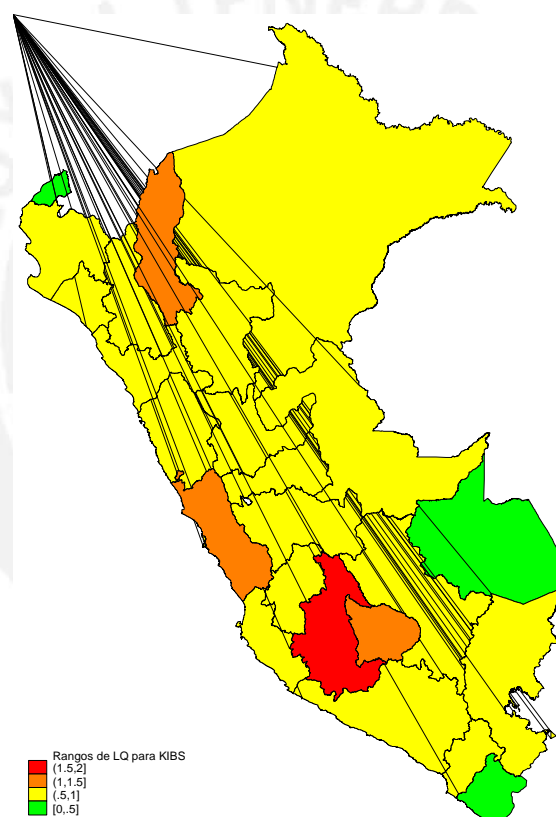 Rangos de LQ para KIBS
(1.5,2]
(1,1.5]
(.5,1]
[0,.5]